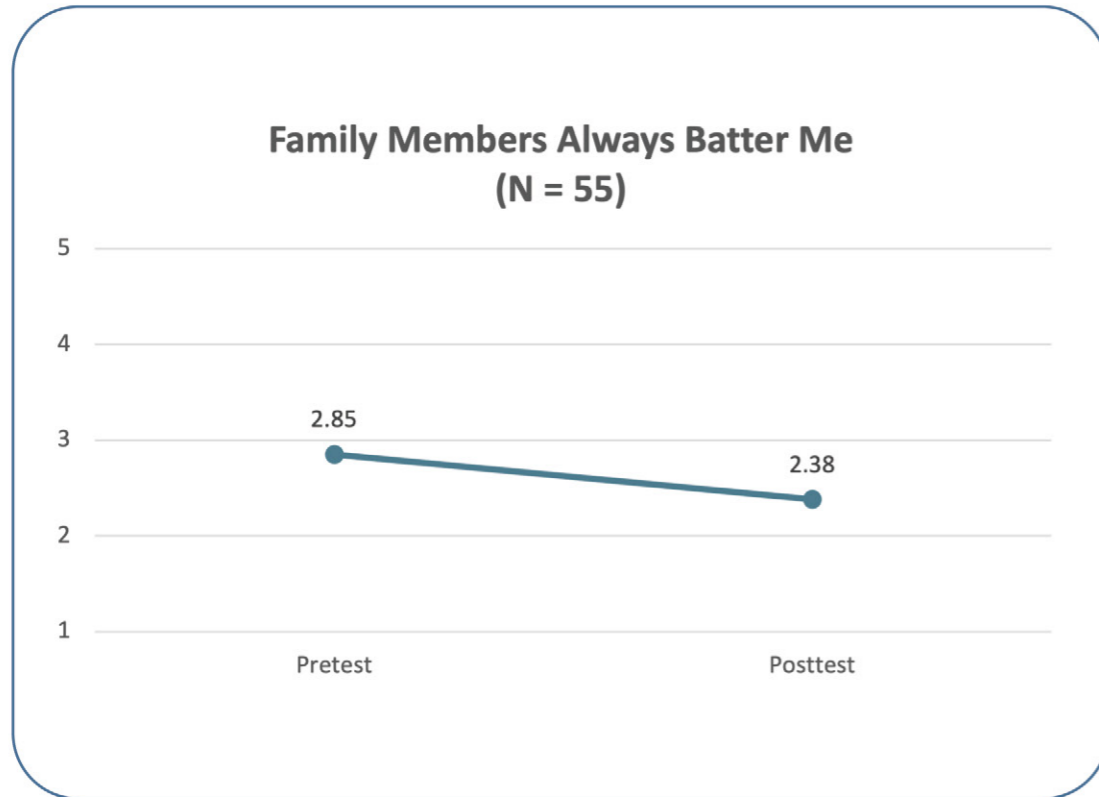 Family Members Always Batter Me
(N = 55)
5
4
3
2
1
2.85
2.38
Pretest
Posttest